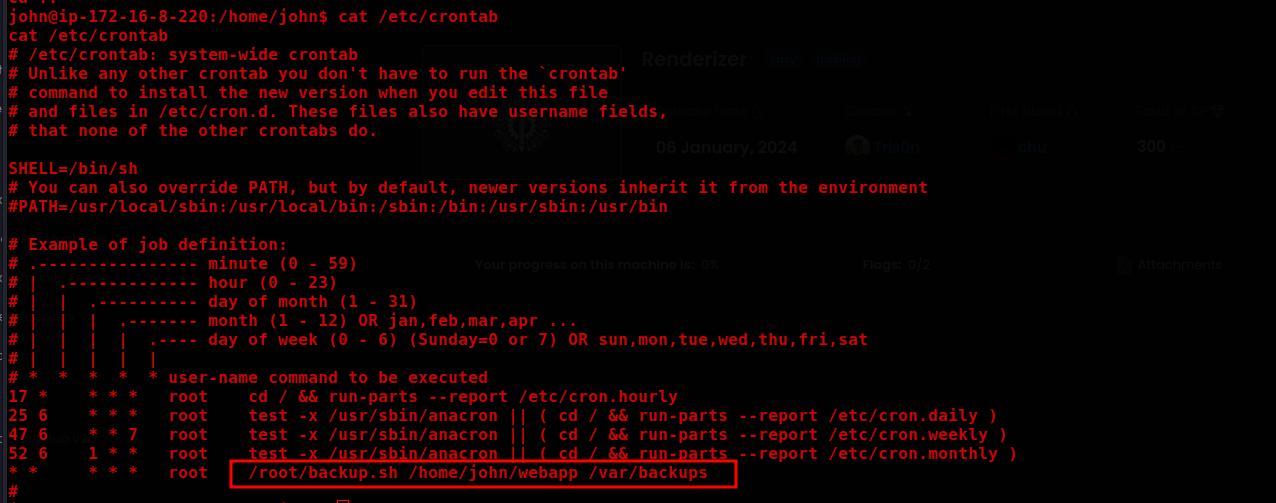 john@ip-172-16-8-220:/home/john$ cat /etc/crontab
cat /etc/crontab
# /etc/crontab: system-wide crontab
# Unlike any other crontab you don't have to run the `crontab'
# command to install the new version when you edit this file
# and files in /etc/cron.d. These files also have username fields,
# that none of the other crontabs do.
Renderizer
06 January, 2024
Tris0n
chu
300
SHELL=/bin/sh
# You can also override PATH, but by default, newer versions inherit it from the environment
#PATH=/usr/local/sbin:/usr/local/bin:/sbin:/bin:/usr/sbin:/usr/bin
# Example of job definition:
# .---------------- minute (0 - 59)
Your progress on this machine is: 0%
Flags: 0/2
Attachments
# |  .------------- hour (0 - 23)
# |  |  .---------- day of month (1 - 31)
# |  |  |  .------- month (1 - 12) OR jan,feb,mar,apr ...
# |  |  |  |  .---- day of week (0 - 6) (Sunday=0 or 7) OR sun,mon,tue,wed,thu,fri,sat
# |  |  |  |  |
# *  *  *  *  * user-name command to be executed
17 *    * * *   root    cd / && run-parts --report /etc/cron.hourly
25 6    * * *   root    test -x /usr/sbin/anacron || ( cd / && run-parts --report /etc/cron.daily )
47 6    * * 7   root    test -x /usr/sbin/anacron || ( cd / && run-parts --report /etc/cron.weekly )
52 6    1 * *   root    test -x /usr/sbin/anacron || ( cd / && run-parts --report /etc/cron.monthly )
* *     * * *   root    /root/backup.sh /home/john/webapp /var/backups
#